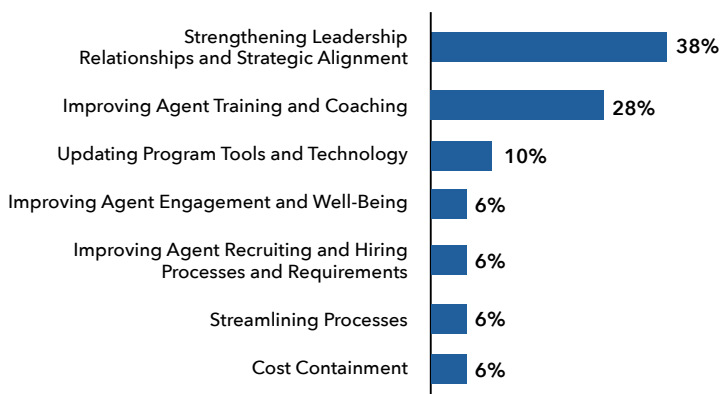 Strengthening Leadership
Relationships and Strategic Alignment
38%
Improving Agent Training and Coaching
28%
Updating Program Tools and Technology
10%
Improving Agent Engagement and Well-Being
6%
Improving Agent Recruiting and Hiring
Processes and Requirements
6%
Streamlining Processes
6%
Cost Containment
6%